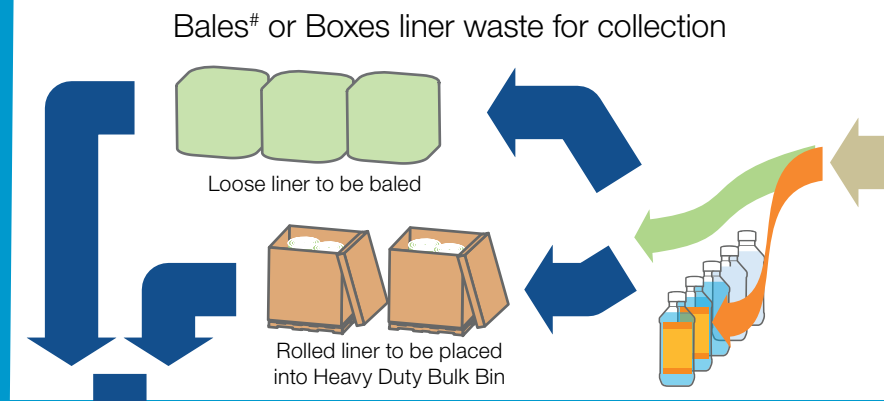 Bales# or Boxes liner waste for collection
Loose liner to be baled
Rolled liner to be placed
into Heavy Duty Bulk Bin